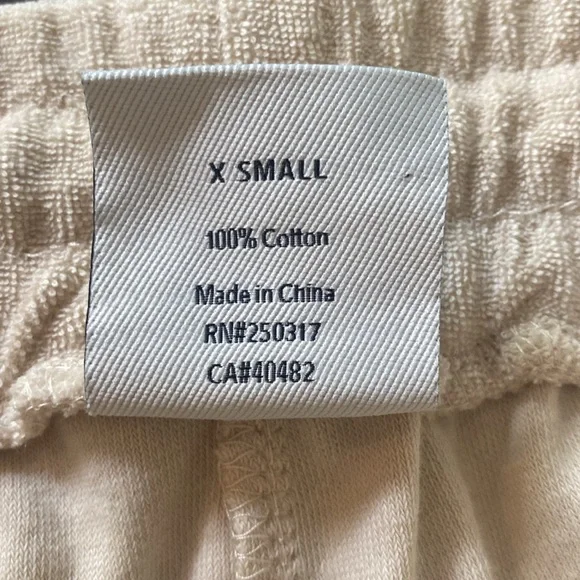 X SMALL
100% Cotton
Made in China
RN#250317
CA#40482